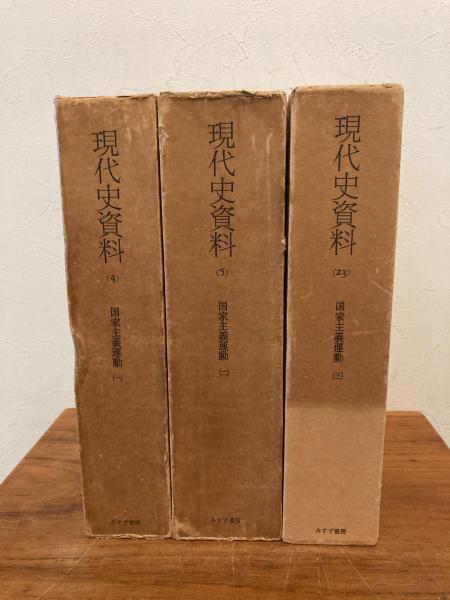 現代史資料
(4)
国家主義運動
(一)
みすず書房
現代史資料
(5)
国家主義運動
(二)
みすず書房
現代史資料
(23)
国家主義運動
(三)
みすず書房